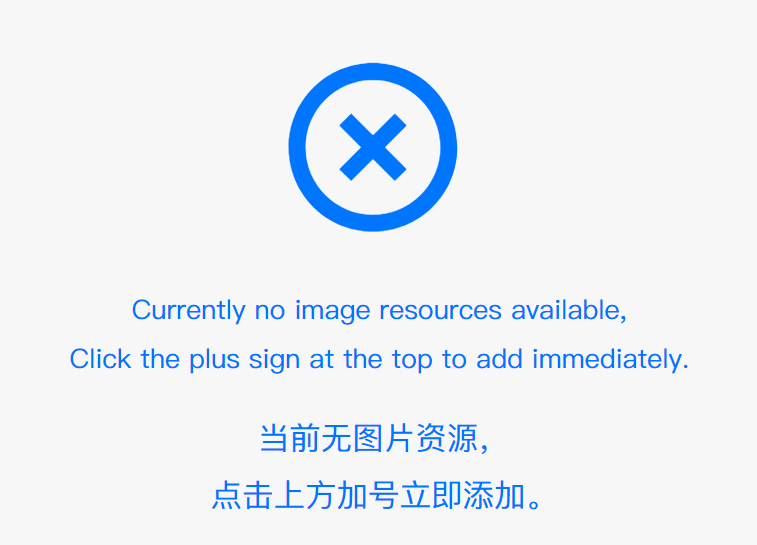 Currently no image resources available,
Click the plus sign at the top to add immediately.
当前无图片资源，
点击上方加号立即添加。